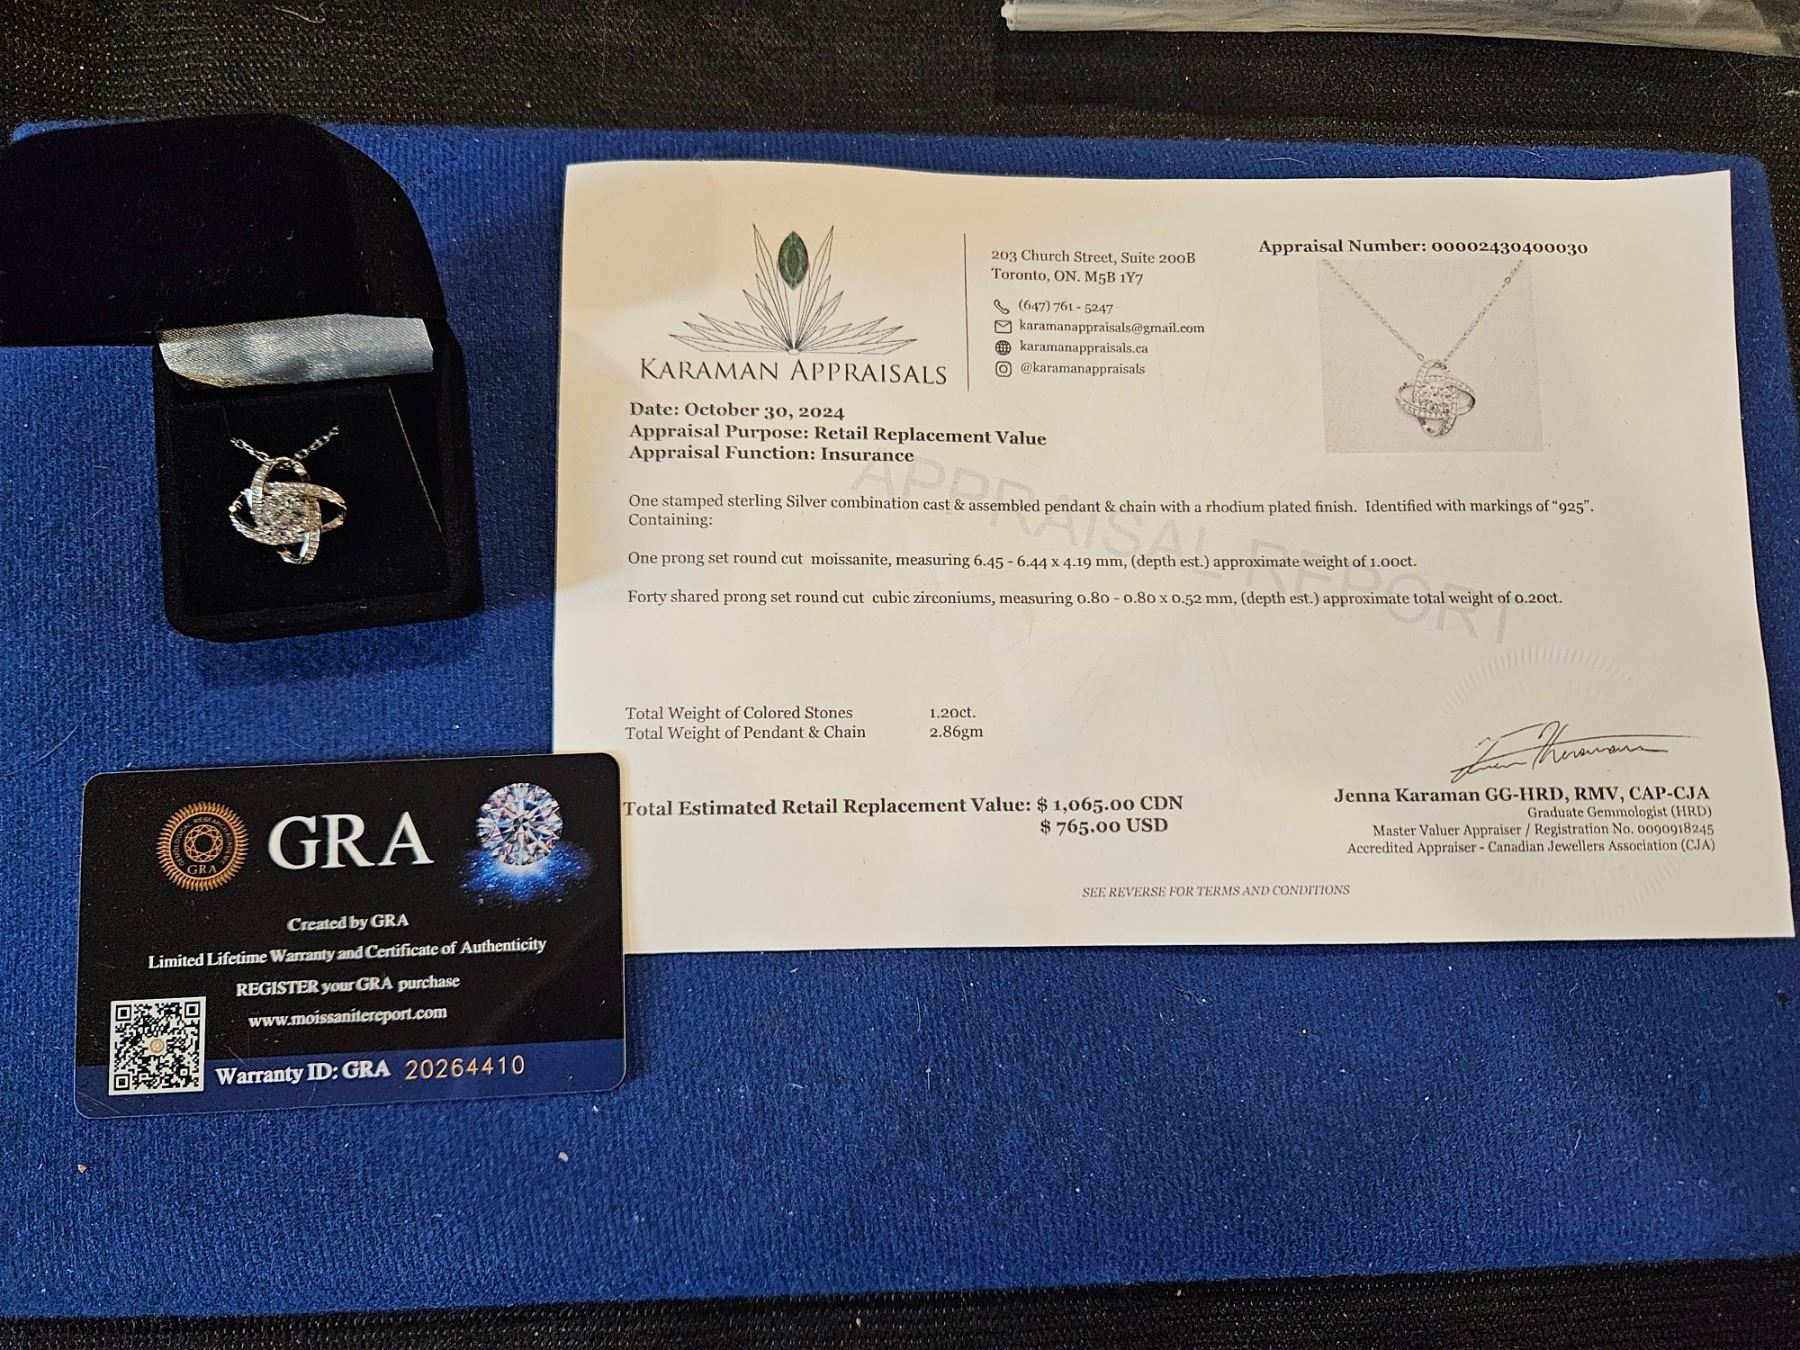 KARAMAN APPRAISALS
203 Church Street, Suite 200B
Toronto, ON. M5B 1Y7
(647) 761 - 5247
karamanappraisals@gmail.com
karamanappraisals.ca
@karamanappraisals
Appraisal Number: 00002430400030
Date: October 30, 2024
Appraisal Purpose: Retail Replacement Value
Appraisal Function: Insurance
APPRAISAL REPORT
One stamped sterling Silver combination cast & assembled pendant & chain with a rhodium plated finish. Identified with markings of “925”.
Containing:
One prong set round cut moissanite, measuring 6.45 - 6.44 x 4.19 mm, (depth est.) approximate weight of 1.00ct.
Forty shared prong set round cut cubic zirconiums, measuring 0.80 - 0.80 x 0.52 mm, (depth est.) approximate total weight of 0.20ct.
Total Weight of Colored Stones 1.20ct.
Total Weight of Pendant & Chain 2.86gm
Total Estimated Retail Replacement Value: $ 1,065.00 CDN
$ 765.00 USD
Jenna Karaman GG-HRD, RMV, CAP-CJA
Graduate Gemmologist (HRD)
Master Valuer Appraiser / Registration No. 0090918245
Accredited Appraiser - Canadian Jewellers Association (CJA)
SEE REVERSE FOR TERMS AND CONDITIONS
GRA
GRA
Created by GRA
Limited Lifetime Warranty and Certificate of Authenticity
REGISTER your GRA purchase
www.moissanitereport.com
Warranty ID: GRA 20264410